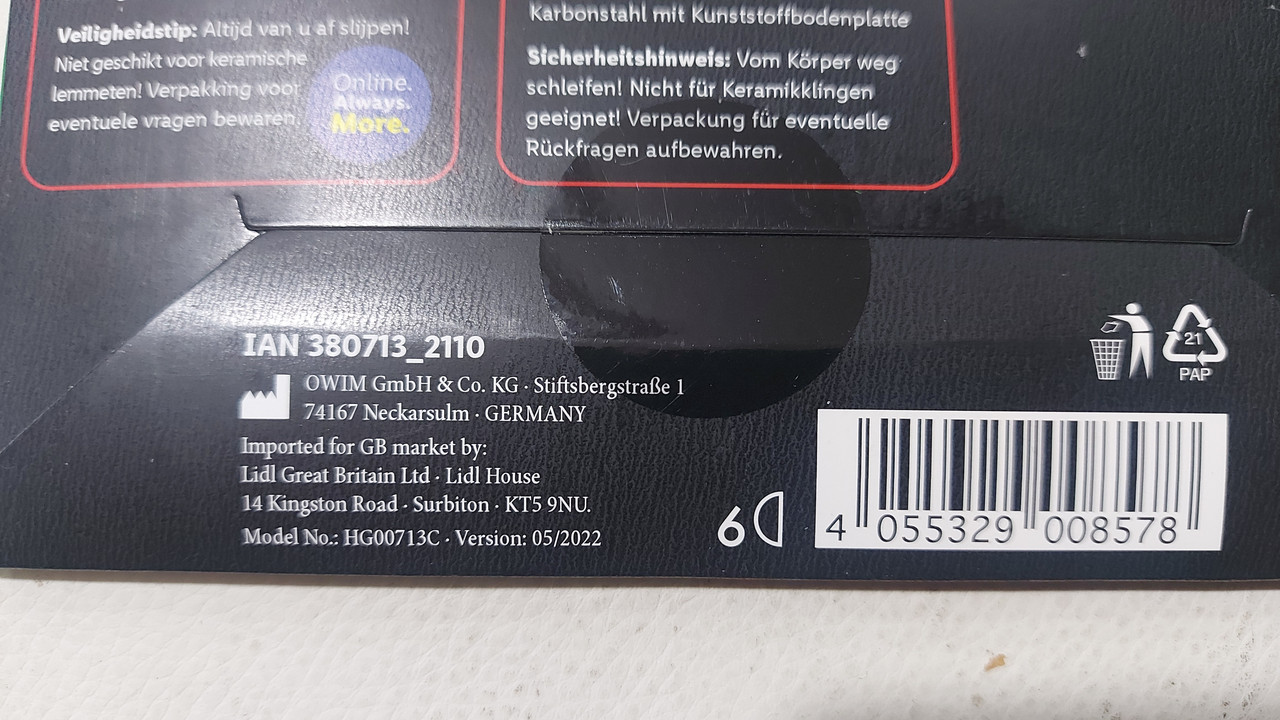 Veiligheidstip: Altijd van u af slijpen!
Niet geschikt voor keramische
lemmeten! Verpakking voor
eventuele vragen bewaren.
Online.
Always.
More.
Karbonstahl mit Kunststoffbodenplatte
Sicherheitshinweis: Vom Körper weg
schleifen! Nicht für Keramikklingen
geeignet! Verpackung für eventuelle
Rückfragen aufbewahren.
IAN 380713_2110
OWIM GmbH & Co. KG · Stiftsbergstraße 1
74167 Neckarsulm · GERMANY
Imported for GB market by:
Lidl Great Britain Ltd · Lidl House
14 Kingston Road · Surbiton · KT5 9NU.
Model No.: HG00713C · Version: 05/2022
6
21
PAP
4 055329 008578